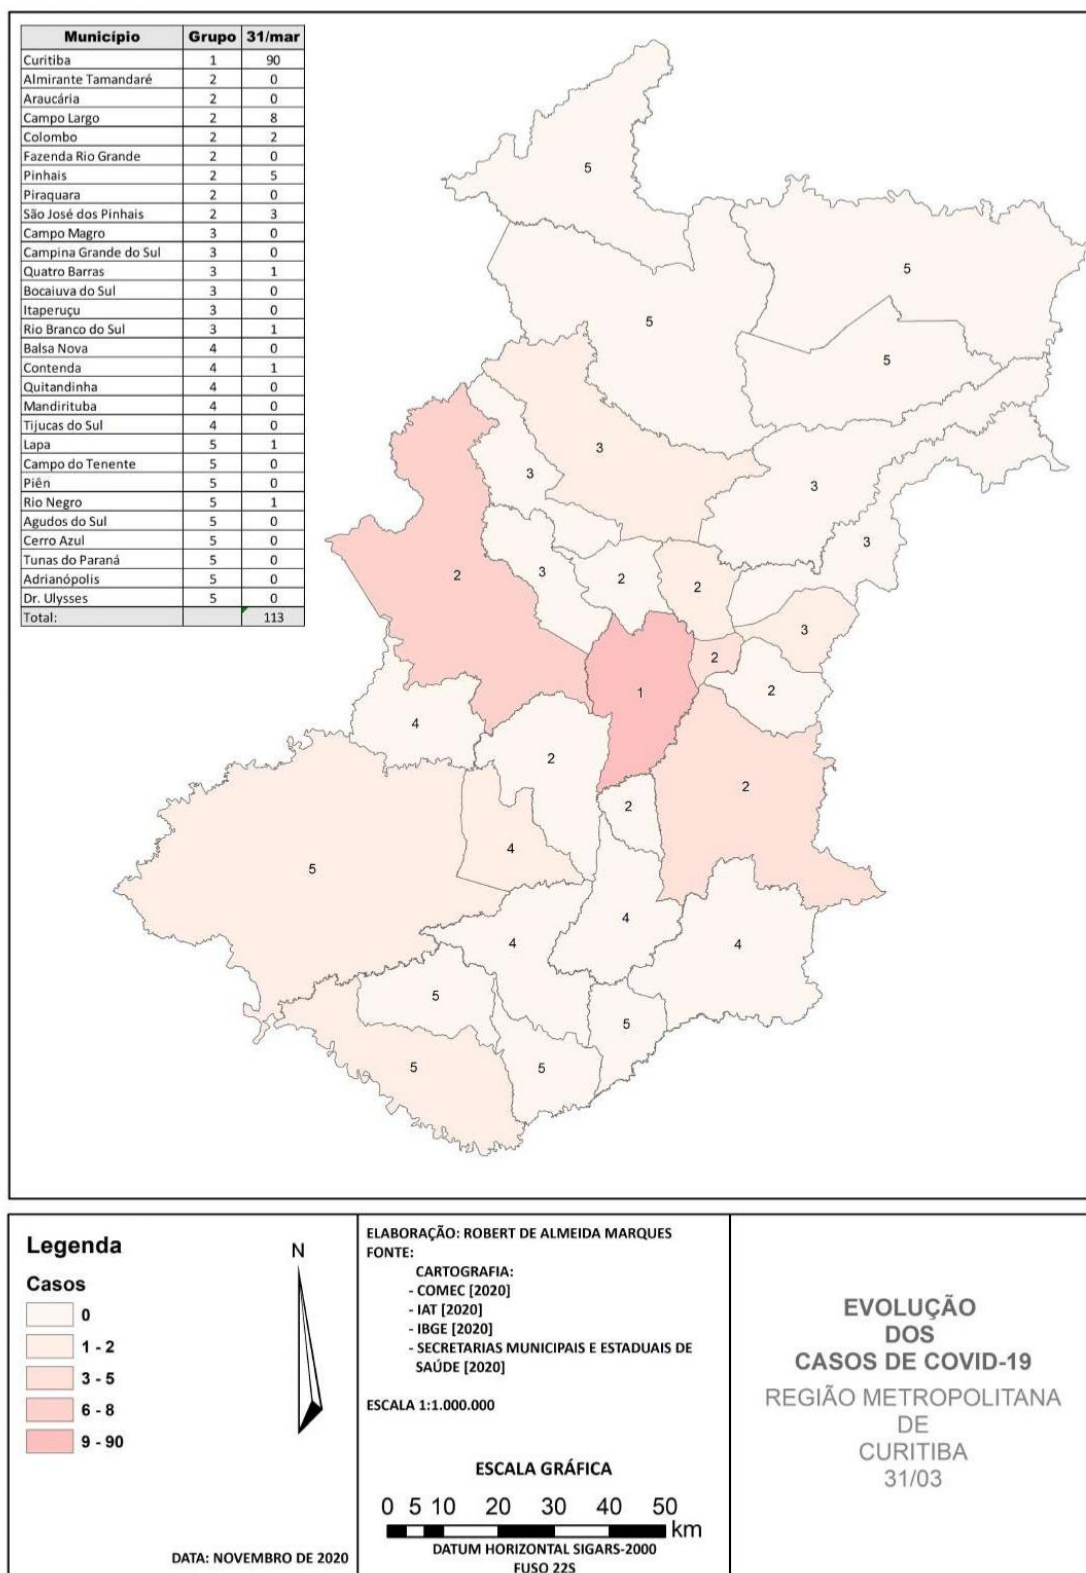 Município Grupo 31/mar
Curitiba 1 90
Almirante Tamandaré 2 0
Araucária 2 0
Campo Largo 2 8
Colombo 2 2
Fazenda Rio Grande 2 0
Pinhais 2 5
Piraquara 2 0
São José dos Pinhais 2 3
Campo Magro 3 0
Campina Grande do Sul 3 0
Quatro Barras 3 1
Bocaiuva do Sul 3 0
Itaperuçu 3 0
Rio Branco do Sul 3 1
Balsa Nova 4 0
Contenda 4 1
Quitandinha 4 0
Mandirituba 4 0
Tijucas do Sul 4 0
Lapa 5 1
Campo do Tenente 5 0
Piên 5 0
Rio Negro 5 1
Agudos do Sul 5 0
Cerro Azul 5 0
Tunas do Paraná 5 0
Adrianópolis 5 0
Dr. Ulysses 5 0
Total: 113
5
5
5
5
3
3
3
3
3
2
2
2
3
2
2
1
4
2
2
2
4
5
4
4
4
5
5
5
5
Legenda
Casos
0
1 - 2
3 - 5
6 - 8
9 - 90
N
DATA: NOVEMBRO DE 2020
ELABORAÇÃO: ROBERT DE ALMEIDA MARQUES
FONTE:
CARTOGRAFIA:
- COMEC [2020]
- IAT [2020]
- IBGE [2020]
- SECRETARIAS MUNICIPAIS E ESTADUAIS DE
SAÚDE [2020]
ESCALA 1:1.000.000
ESCALA GRÁFICA
0 5 10 20 30 40 50
km
DATUM HORIZONTAL SIGARS-2000
FUSO 22S
EVOLUÇÃO
DOS
CASOS DE COVID-19
REGIÃO METROPOLITANA
DE
CURITIBA
31/03